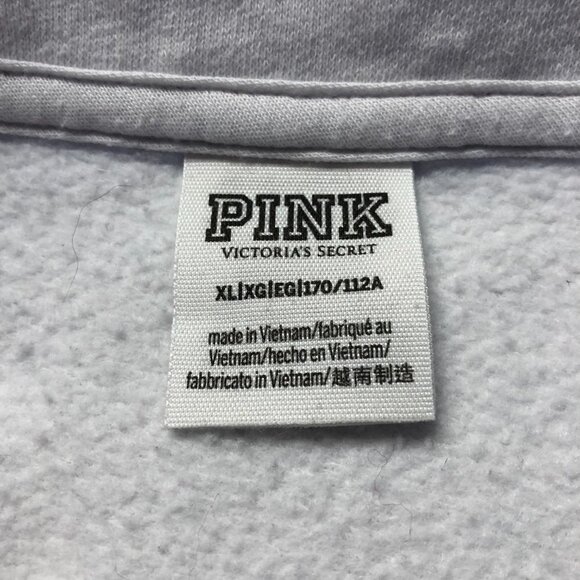 PINK
VICTORIA'S SECRET
XL|XG|EG|170/112A
made in Vietnam/fabriqué au
Vietnam/hecho en Vietnam/
fabbricato in Vietnam/越南制造